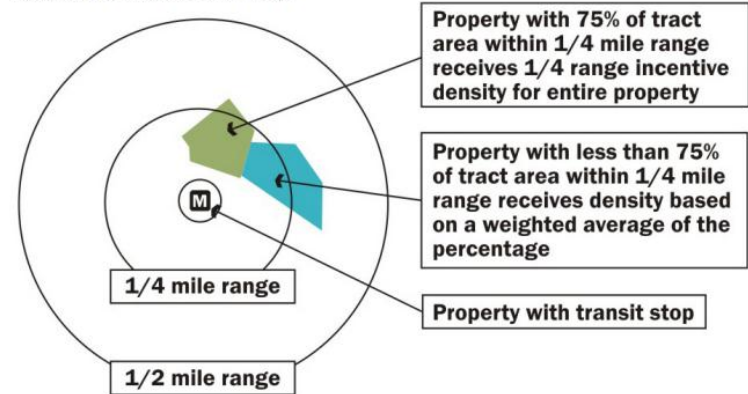 Property with 75% of tract
area within 1/4 mile range
receives 1/4 range incentive
density for entire property
Property with less than 75%
of tract area within 1/4 mile
range receives density based
on a weighted average of the
percentage
M
1/4 mile range
Property with transit stop
1/2 mile range